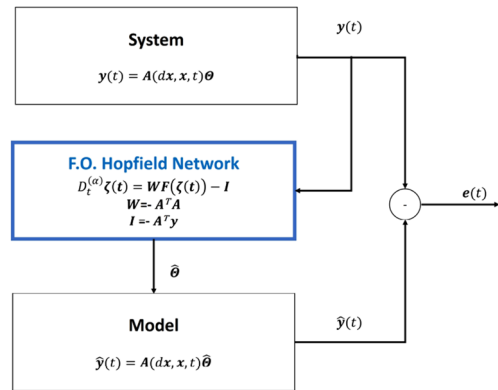 System
y(t) = A(dx, x, t)Θ
y(t)
F.O. Hopfield Network
D_t^(α) ζ(t) = WF(ζ(t)) − I
W =- A^T A
I =- A^T y
-
e(t)
Θ̂
Model
ŷ(t) = A(dx, x, t)Θ̂
ŷ(t)